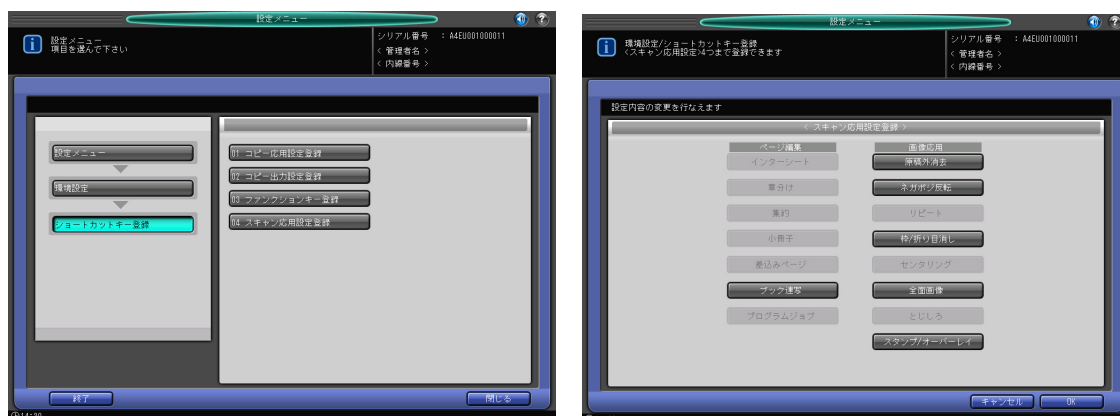 設定メニュー
設定メニュー
項目を選んで下さい
シリアル番号 : A4EU001000011
< 管理者名 >
< 内線番号 >
設定メニュー
環境設定
ショートカットキー登録
01 コピー応用設定登録
02 コピー出力設定登録
03 ファンクションキー登録
04 スキャン応用設定登録
終了
閉じる
設定メニュー
環境設定/ショートカットキー登録
<スキャン応用設定>4つまで登録できます
シリアル番号 : A4EU001000011
< 管理者名 >
< 内線番号 >
設定内容の変更を行なえます
< スキャン応用設定登録 >
ページ編集
画像応用
インターシート
原稿外消去
章分け
ネガポジ反転
集約
リピート
小冊子
枠/折り目消し
差込みページ
センタリング
ブック連写
全面画像
プログラムジョブ
とじしろ
スタンプ/オーバーレイ
キャンセル
OK